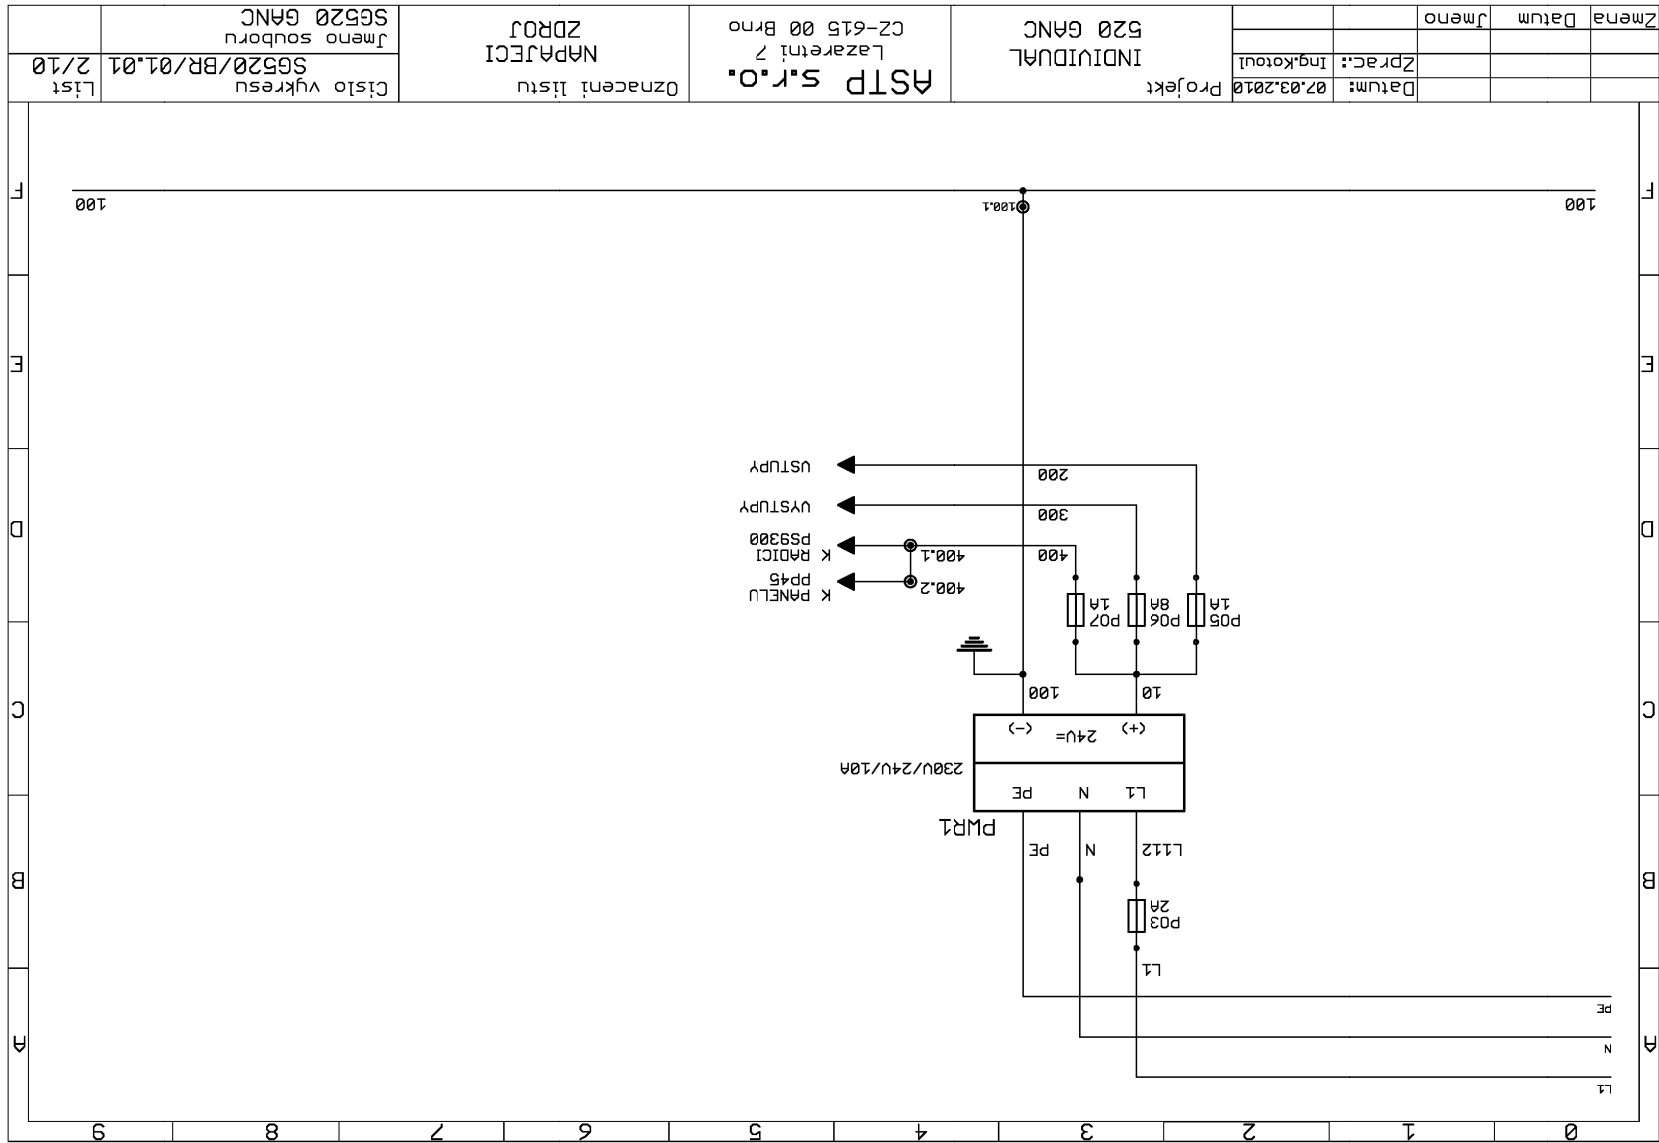 0 1 2 3 4 5 6 7 8 9
L1
N
PE
A A
L1
PO3
2A
B B
L112 N PE
PWR1
L1 N PE
230V/24V/10A
(+) 24V= (-)
C C
10 100
PO5
1A
PO6
8A
PO7
1A
400.2
K PANELU
PP45
400 400.1
K RADICI
PS9300
D D
300
VYSTUPY
200
VSTUPY
E E
100 100.1 100
F F
Datum: 07.03.2010
Zprac.: Ing.Kotoul
Zmena Datum Jmeno
Projekt
INDIVIDUAL
520 GANC
ASTP s.r.o.
Lazaretni 7
CZ-615 00 Brno
Oznaceni listu
NAPAJECI
ZDROJ
Cislo vykresu
SG520/BR/01.01
Jmeno souboru
SG520 GANC
List
2/10